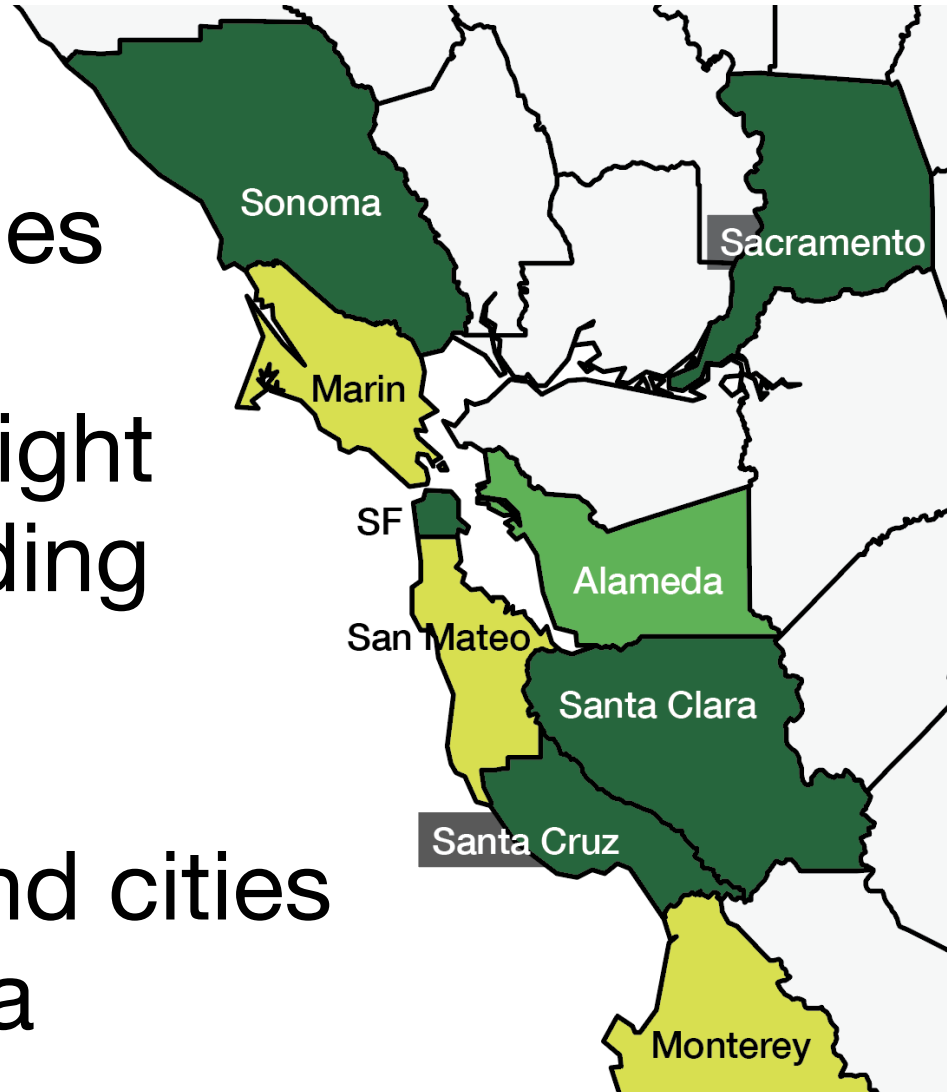 es
ight
ding
nd cities
a
Sonoma
Sacramento
Marin
SF
Alameda
San Mateo
Santa Clara
Santa Cruz
Monterey